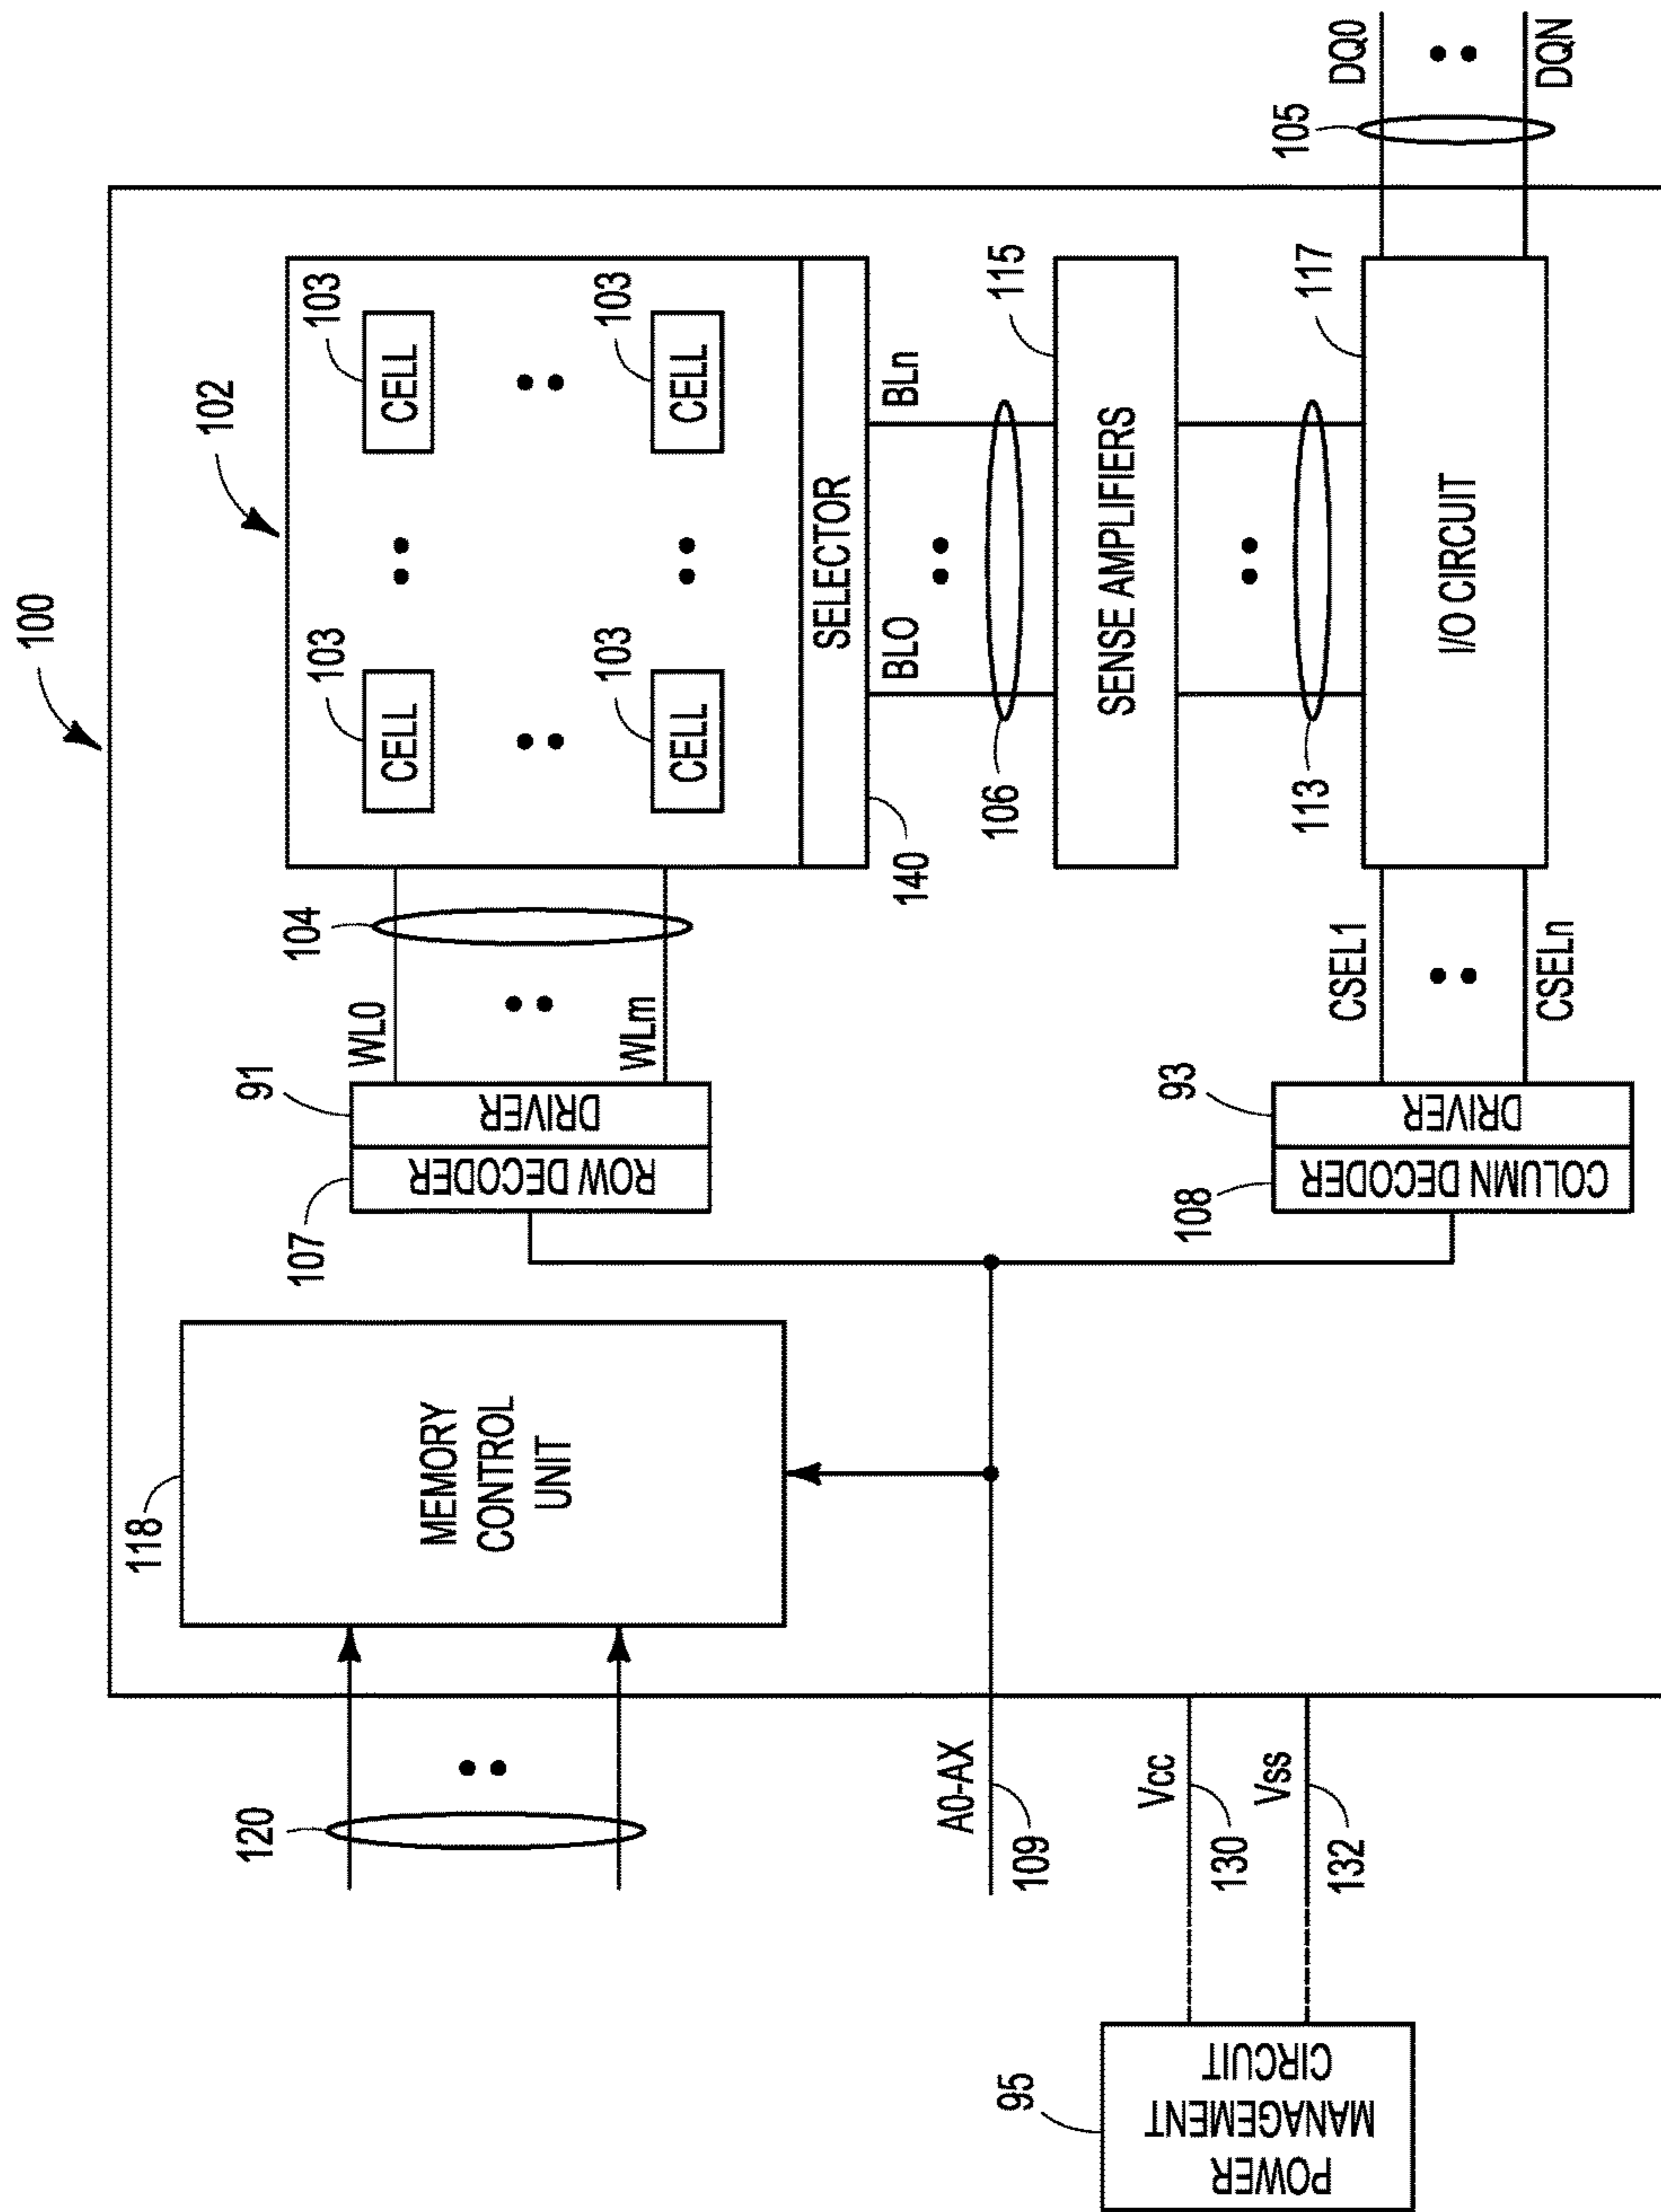 100
102
118
MEMORY
CONTROL
UNIT
120
107
ROW DECODER
91
DRIVER
WL0
WLm
104
103
CELL
103
CELL
103
CELL
103
CELL
SELECTOR
140
BLO
BLn
106
115
SENSE AMPLIFIERS
113
117
I/O CIRCUIT
A0-AX
109
Vcc
130
Vss
132
95
POWER
MANAGEMENT
CIRCUIT
108
COLUMN DECODER
93
DRIVER
CSEL1
CSELn
105
DQ0
DQN